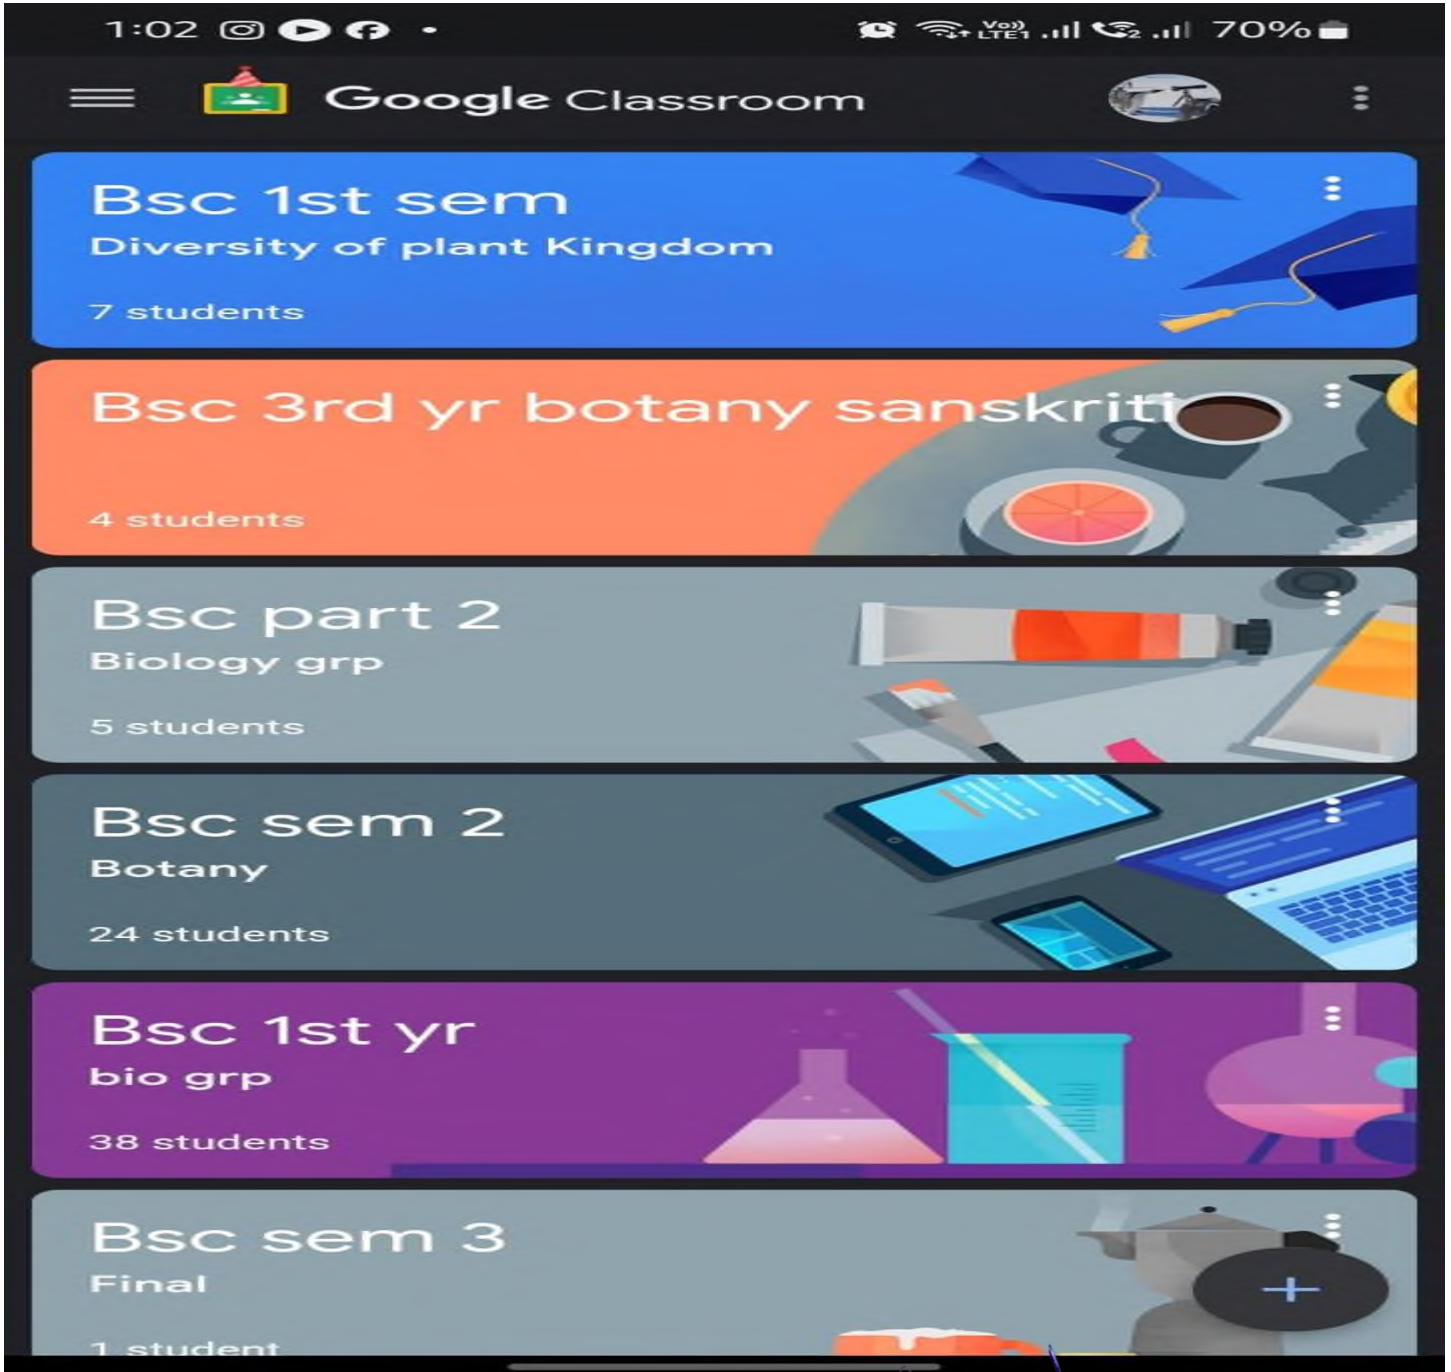 1:02 70%
Google Classroom
Bsc 1st sem
Diversity of plant Kingdom
7 students
Bsc 3rd yr botany sanskriti
4 students
Bsc part 2
Biology grp
5 students
Bsc sem 2
Botany
24 students
Bsc 1st yr
bio grp
38 students
Bsc sem 3
Final
1 student